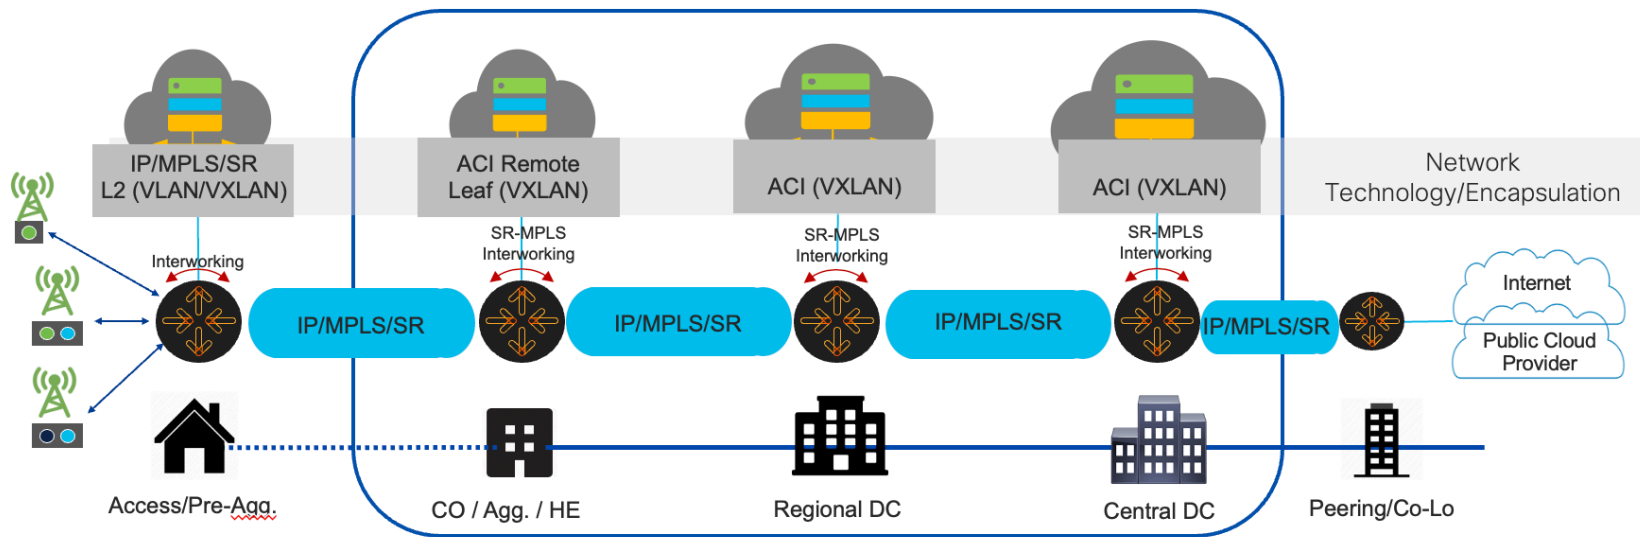 IP/MPLS/SR
L2 (VLAN/VXLAN)
ACI Remote
Leaf (VXLAN)
ACI (VXLAN)
ACI (VXLAN)
Network
Technology/Encapsulation
Interworking
SR-MPLS
Interworking
SR-MPLS
Interworking
SR-MPLS
Interworking
IP/MPLS/SR
IP/MPLS/SR
IP/MPLS/SR
IP/MPLS/SR
Internet
Public Cloud
Provider
Access/Pre-Agg.
CO / Agg. / HE
Regional DC
Central DC
Peering/Co-Lo